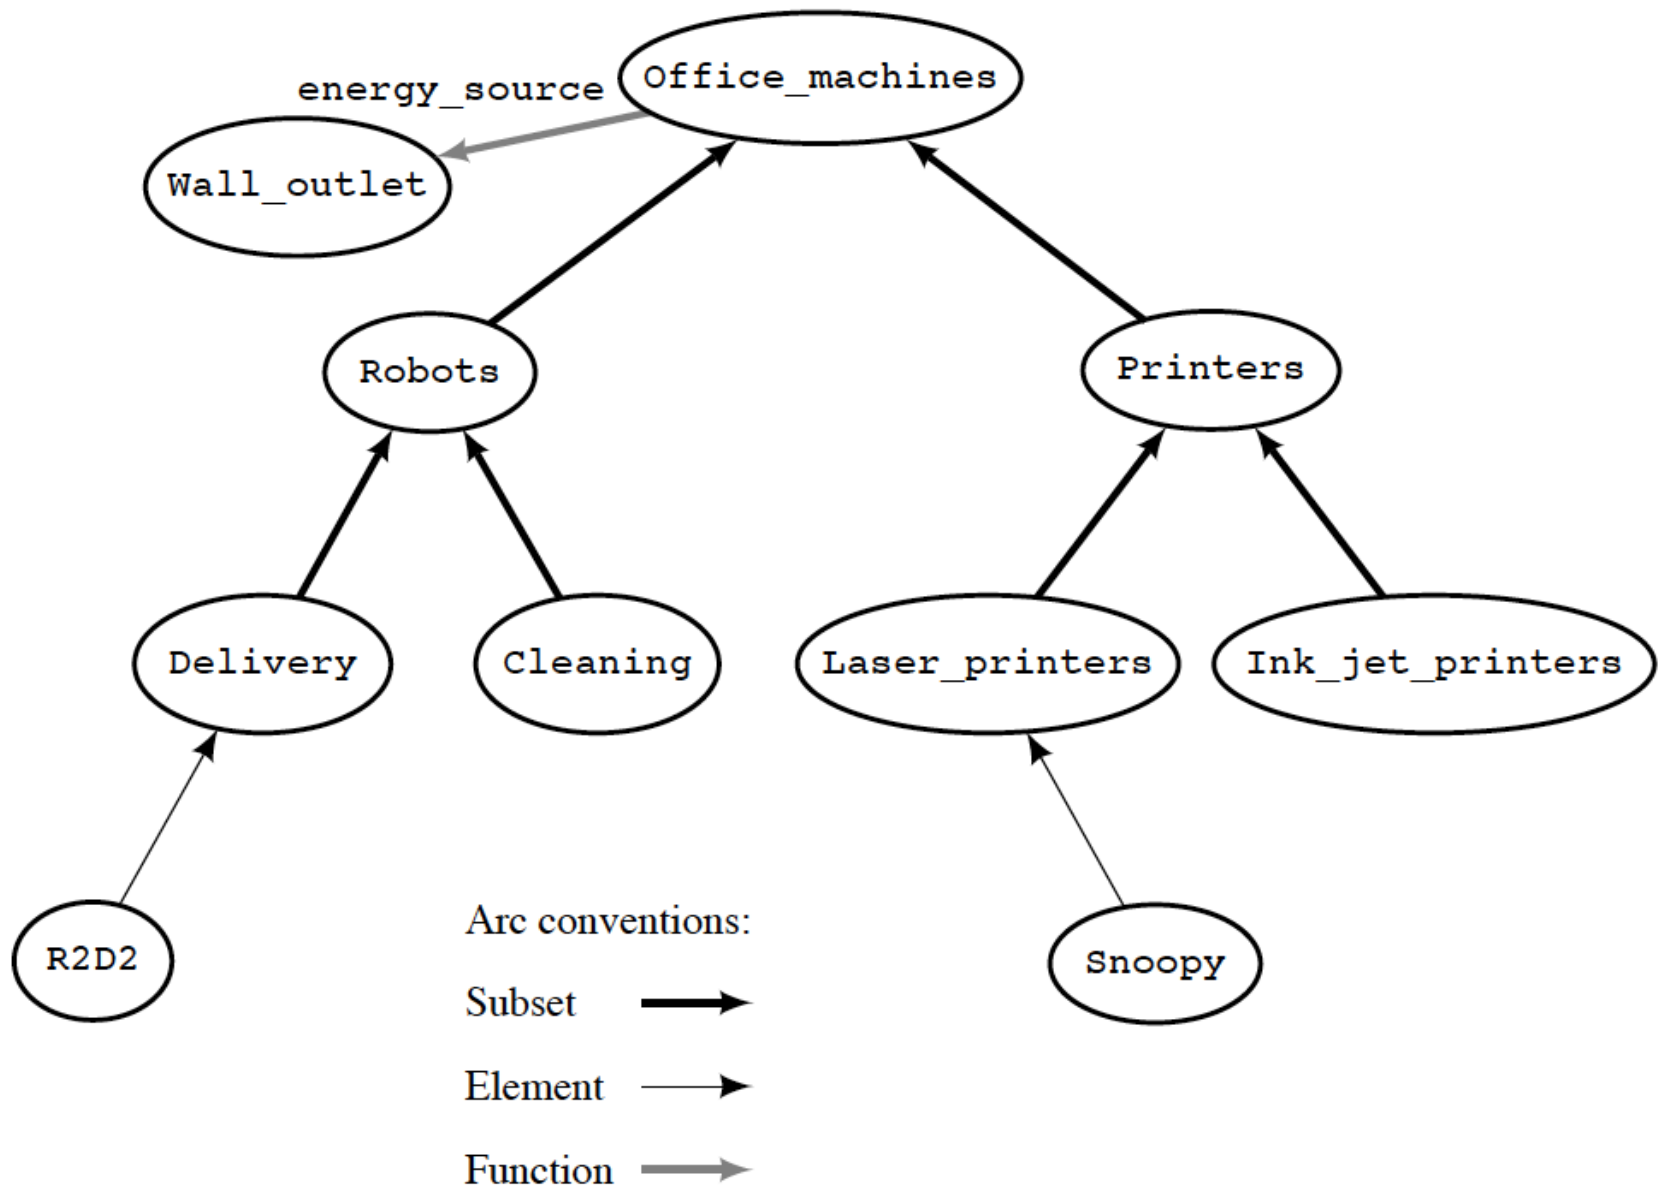 Office_machines
energy_source
Wall_outlet
Robots
Printers
Delivery
Cleaning
Laser_printers
Ink_jet_printers
R2D2
Snoopy
Arc conventions:
Subset
Element
Function